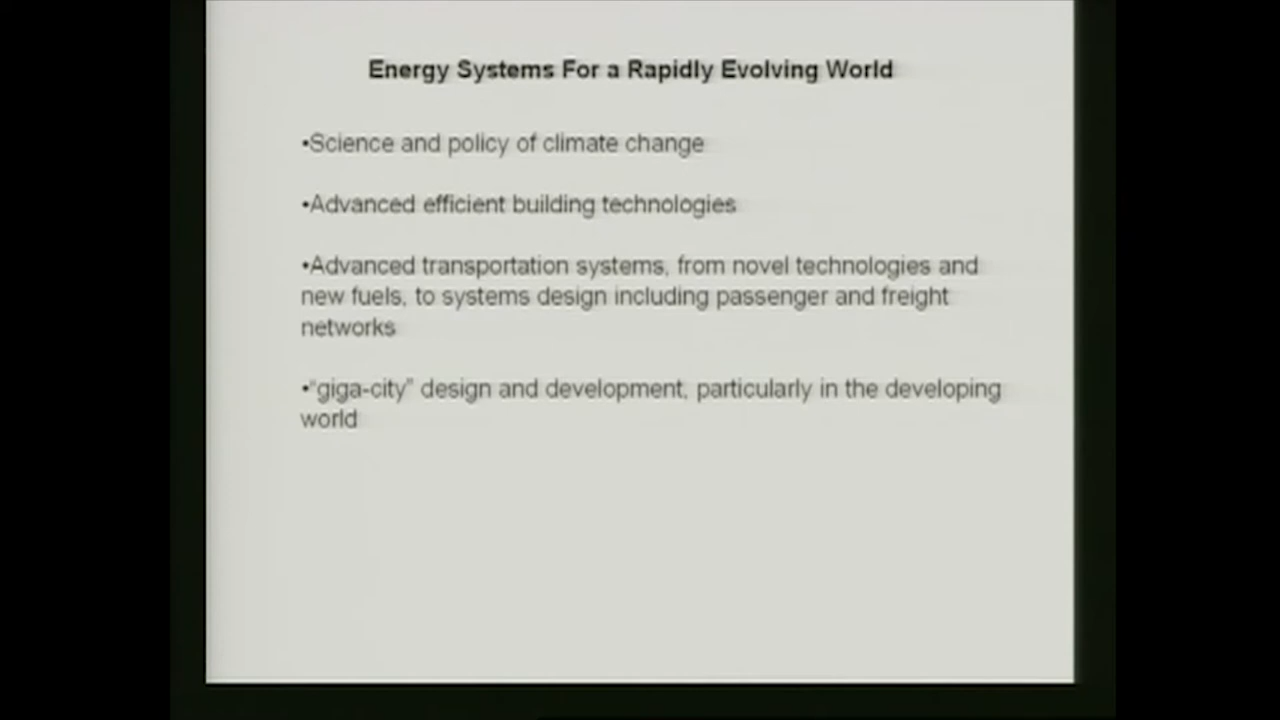 Energy Systems For a Rapidly Evolving World
•Science and policy of climate change
•Advanced efficient building technologies
•Advanced transportation systems, from novel technologies and
new fuels, to systems design including passenger and freight
networks
•“giga-city” design and development, particularly in the developing
world